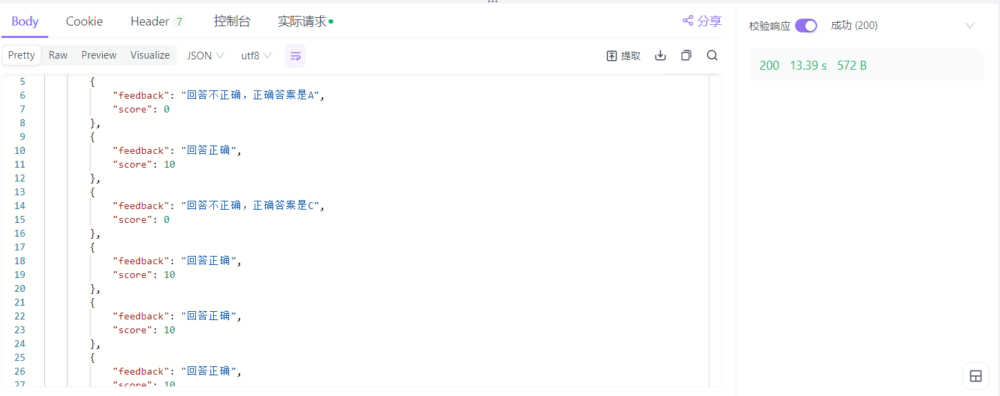 Body Cookie Header 7 控制台 实际请求 分享
Pretty Raw Preview Visualize JSON utf8 提取
5 {
6 "feedback": "回答不正确，正确答案是A",
7 "score": 0
8 },
9 {
10 "feedback": "回答正确",
11 "score": 10
12 },
13 {
14 "feedback": "回答不正确，正确答案是C",
15 "score": 0
16 },
17 {
18 "feedback": "回答正确",
19 "score": 10
20 },
21 {
22 "feedback": "回答正确",
23 "score": 10
24 },
25 {
26 "feedback": "回答正确",
27 "score": 10
校验响应 成功 (200)
200 13.39 s 572 B